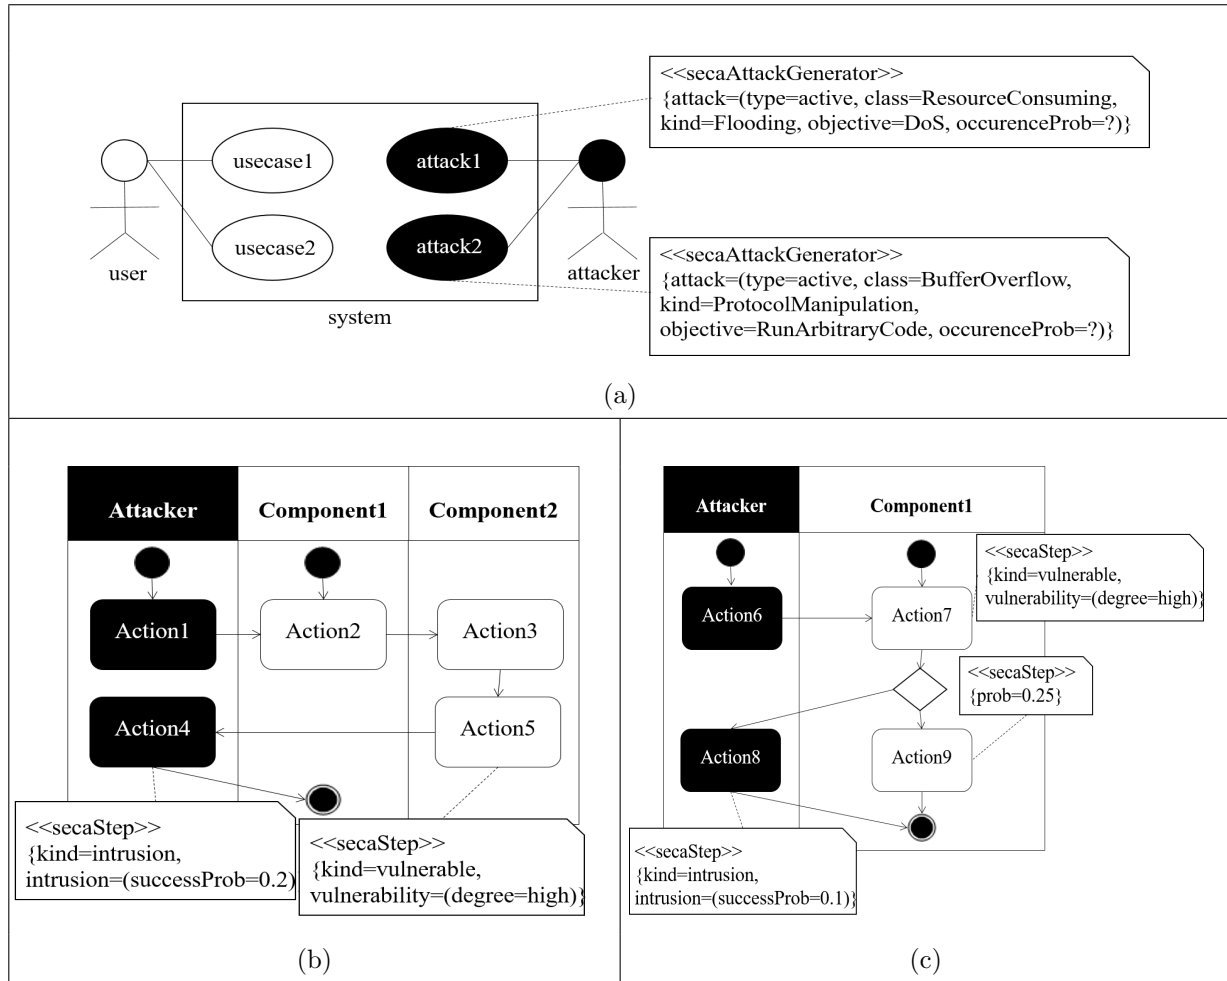 <<secaAttackGenerator>>
{attack=(type=active, class=ResourceConsuming,
kind=Flooding, objective=DoS, occurenceProb=?)}
usecase1
attack1
usecase2
attack2
user
attacker
system
<<secaAttackGenerator>>
{attack=(type=active, class=BufferOverflow,
kind=ProtocolManipulation,
objective=RunArbitraryCode, occurenceProb=?)}
(a)
Attacker
Component1
Component2
Action1
Action2
Action3
Action4
Action5
<<secaStep>>
{kind=intrusion,
intrusion=(successProb=0.2)
<<secaStep>>
{kind=vulnerable,
vulnerability=(degree=high)}
(b)
Attacker
Component1
<<secaStep>>
{kind=vulnerable,
vulnerability=(degree=high)}
Action6
Action7
<<secaStep>>
{prob=0.25}
Action8
Action9
<<secaStep>>
{kind=intrusion,
intrusion=(successProb=0.1)}
(c)